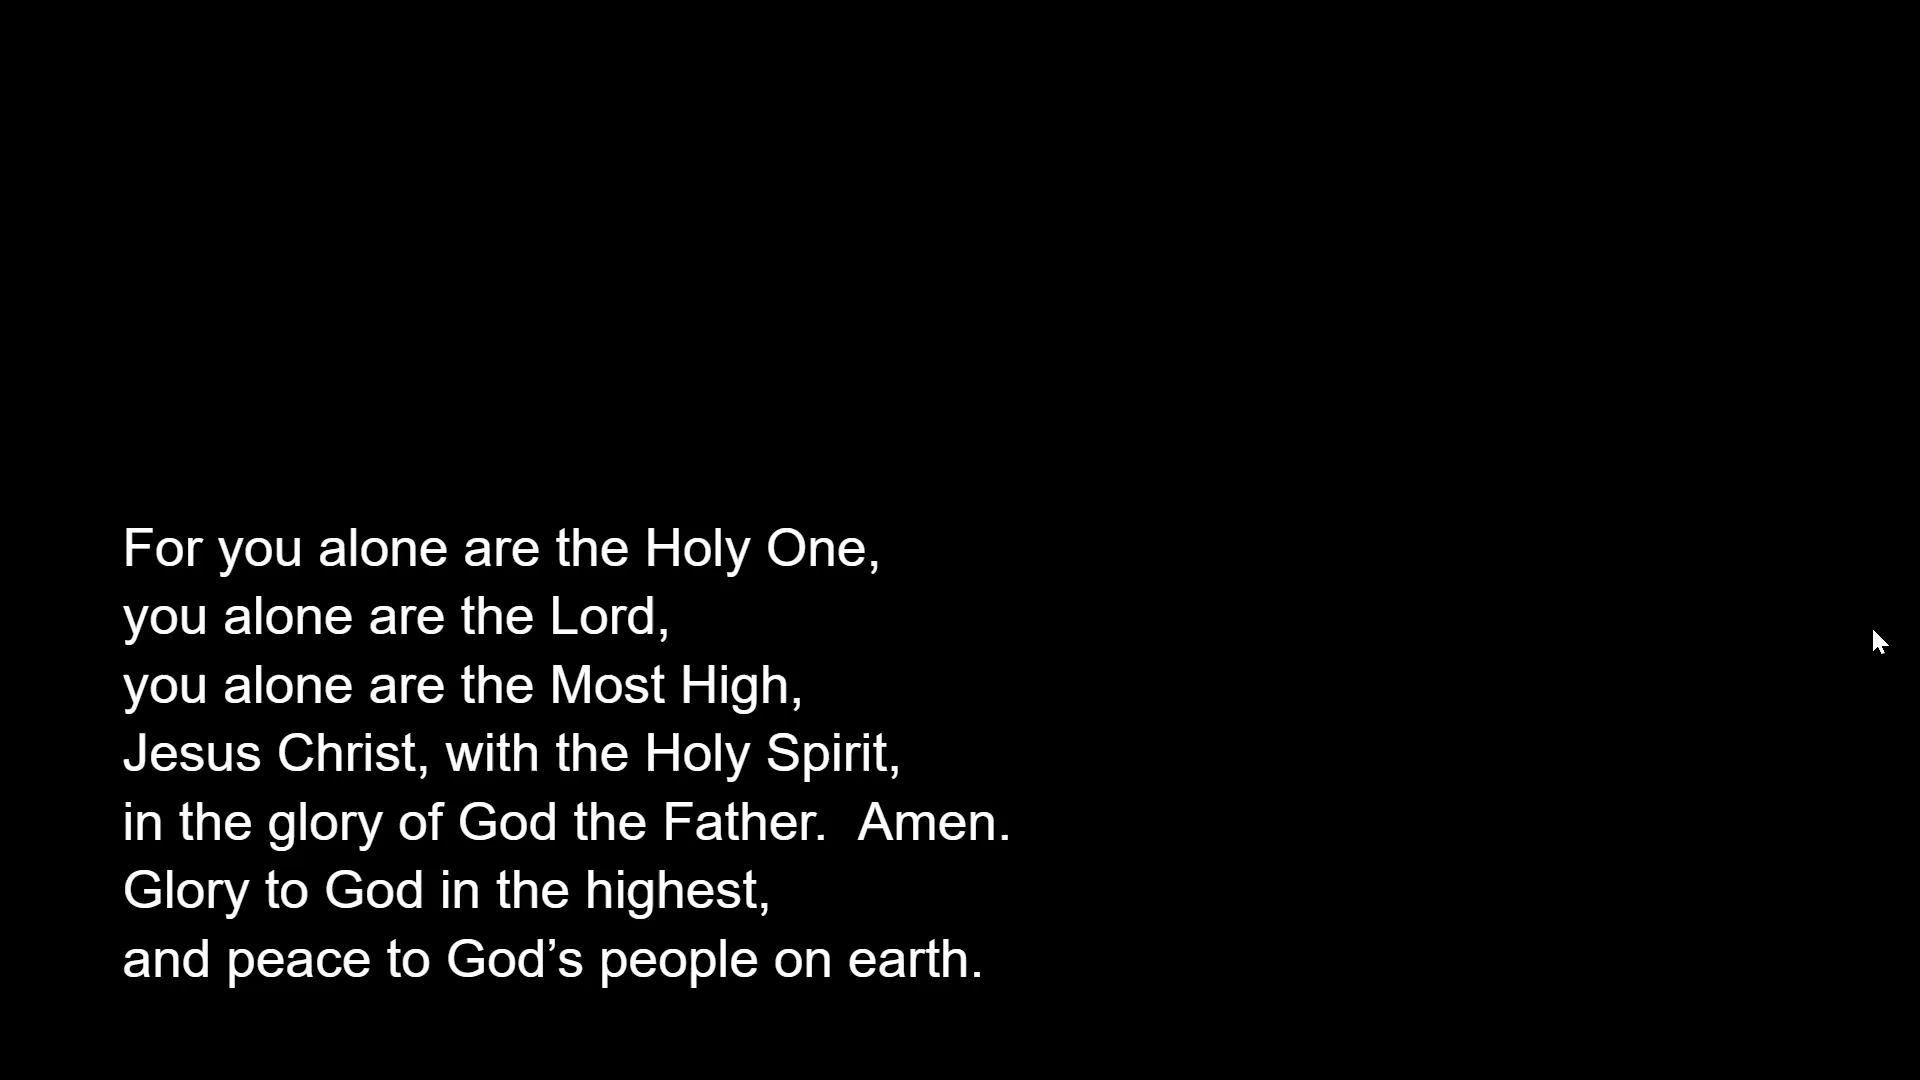 For you alone are the Holy One,
you alone are the Lord,
you alone are the Most High,
Jesus Christ, with the Holy Spirit,
in the glory of God the Father.  Amen.
Glory to God in the highest,
and peace to God’s people on earth.